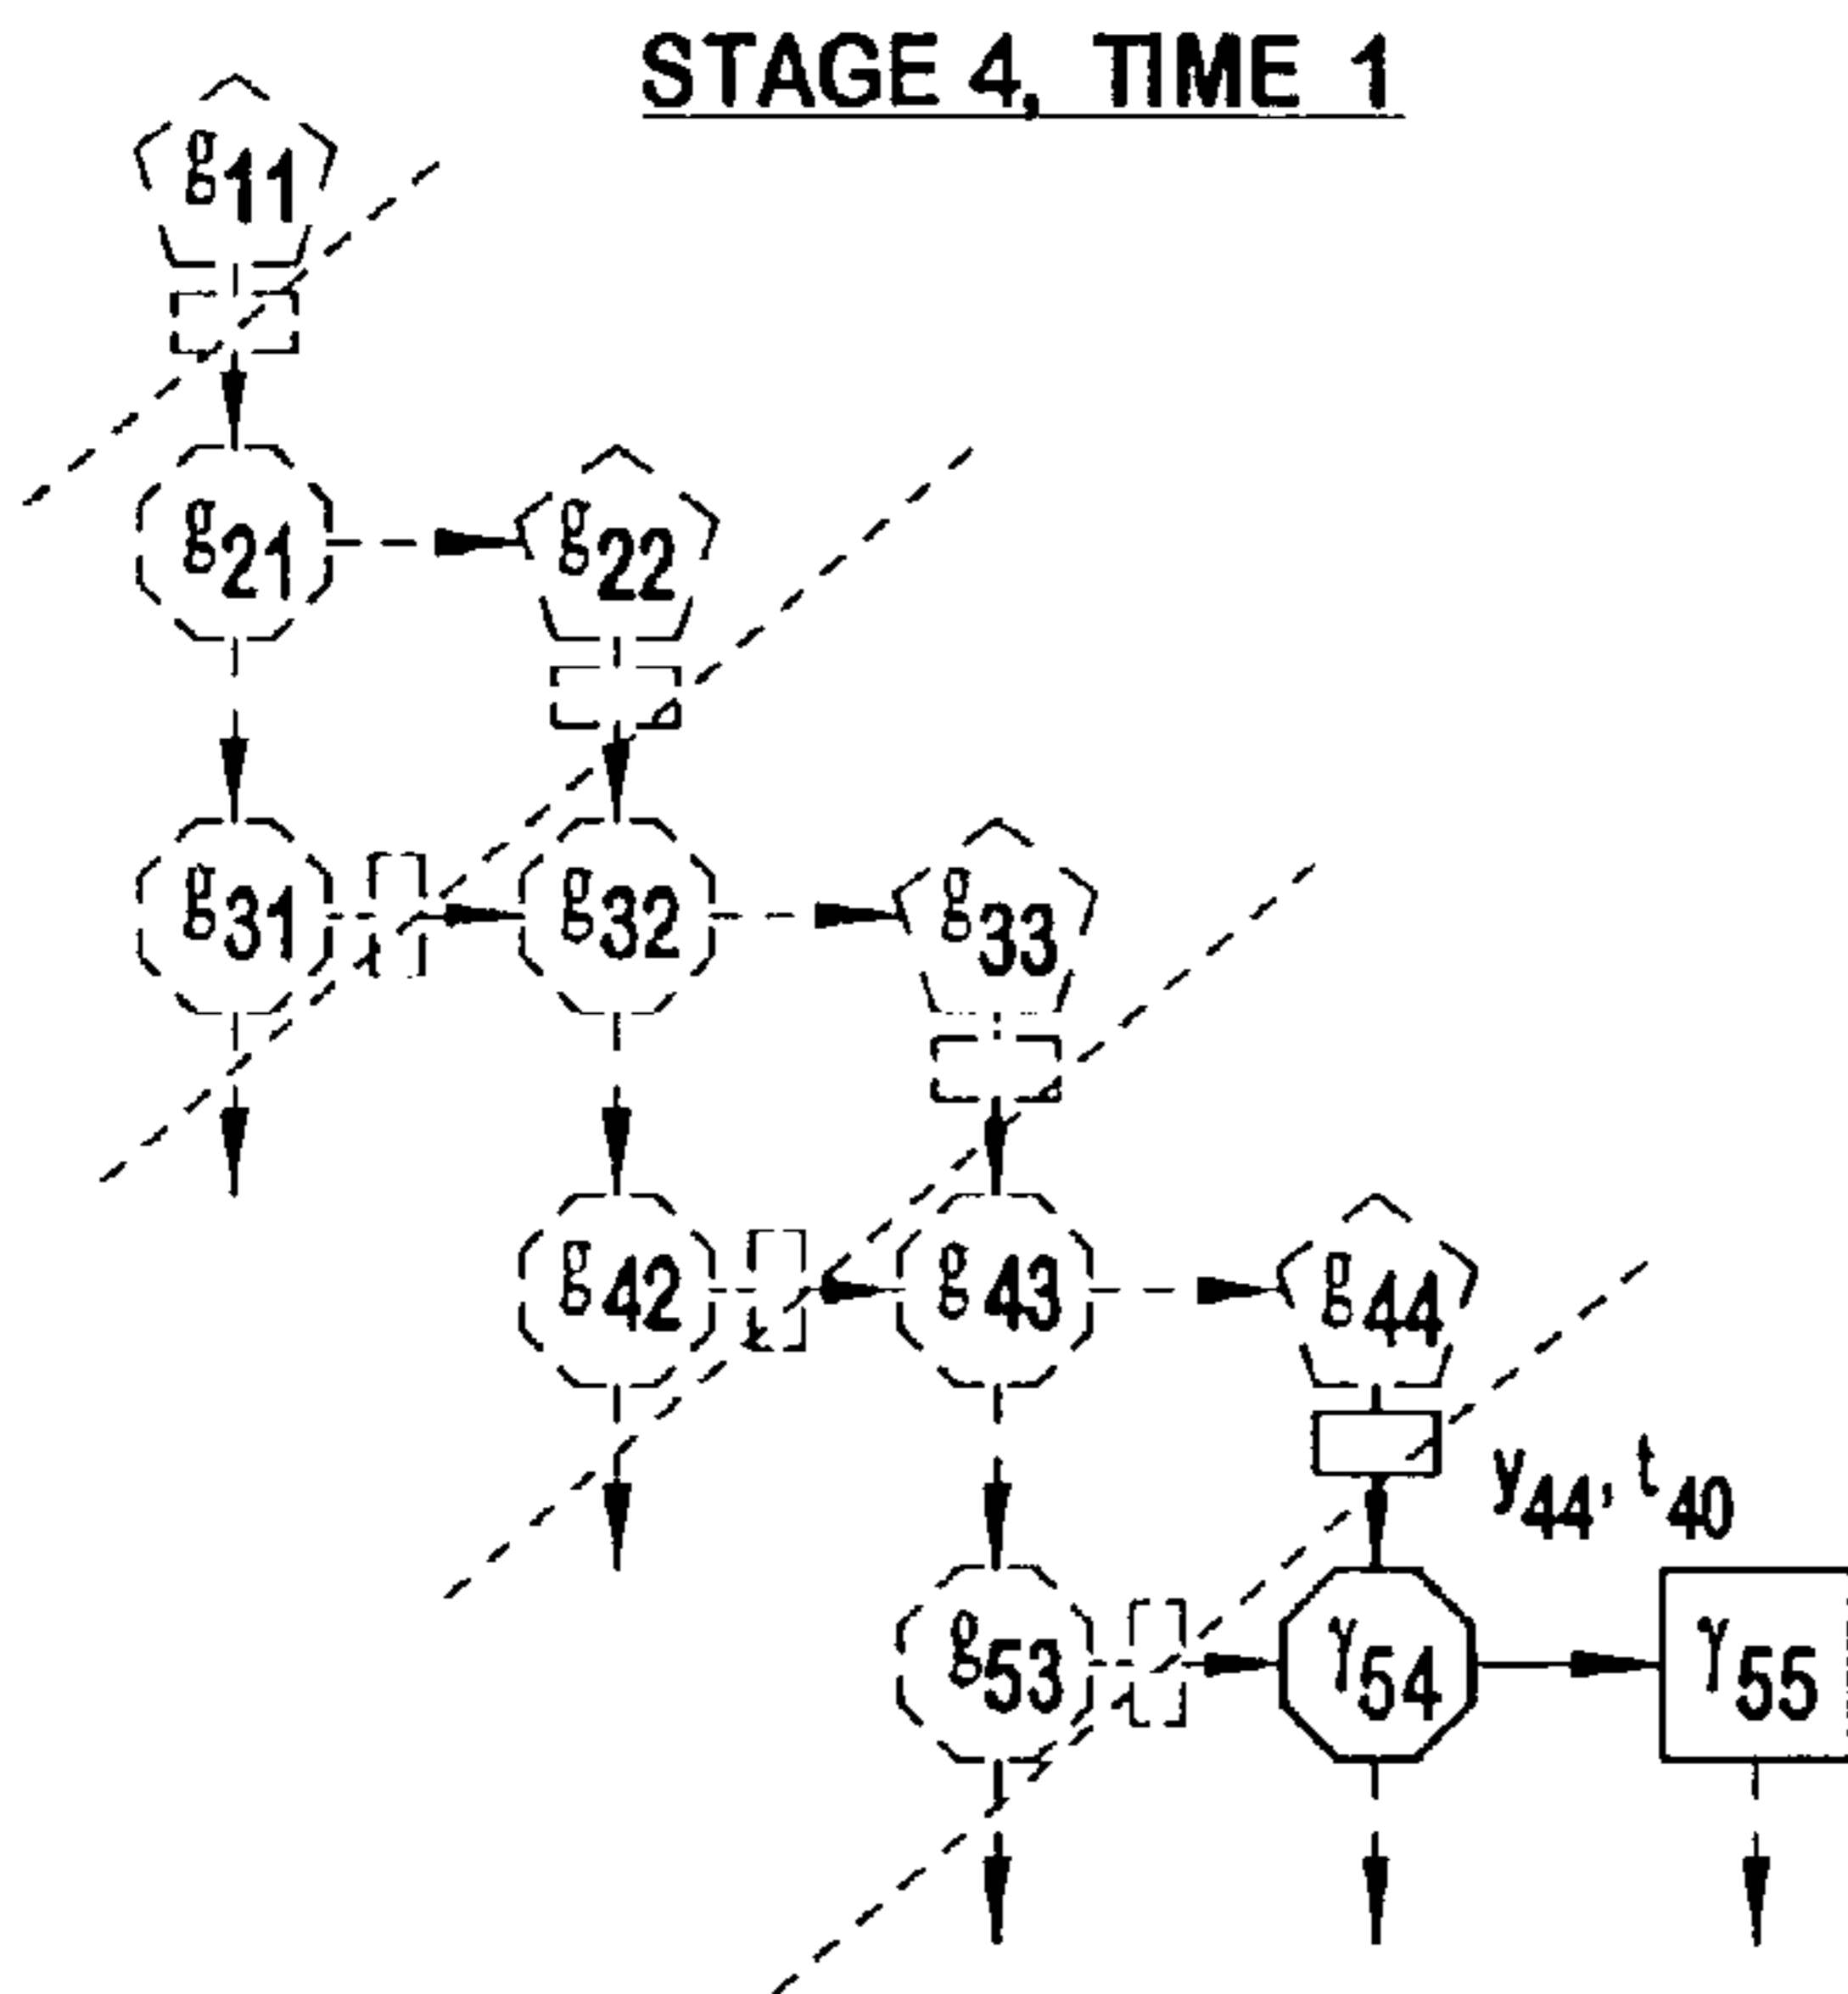 STAGE 4, TIME 1
g11
g21 g22
g31 g32 g33
g42 g43 g44
y44, t40
g53 γ54 γ55